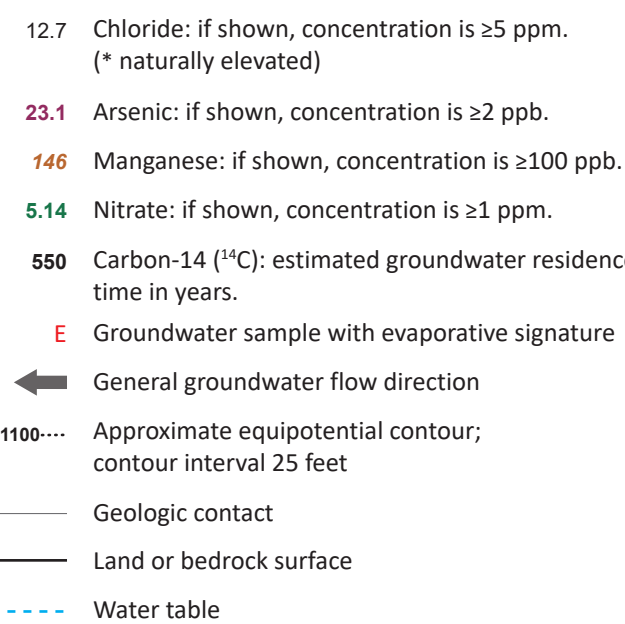 12.7 Chloride: if shown, concentration is ≥5 ppm.
(* naturally elevated)
23.1 Arsenic: if shown, concentration is ≥2 ppb.
146 Manganese: if shown, concentration is ≥100 ppb.
5.14 Nitrate: if shown, concentration is ≥1 ppm.
550 Carbon-14 (¹⁴C): estimated groundwater residence
time in years.
E Groundwater sample with evaporative signature
General groundwater flow direction
1100 Approximate equipotential contour;
contour interval 25 feet
Geologic contact
Land or bedrock surface
Water table